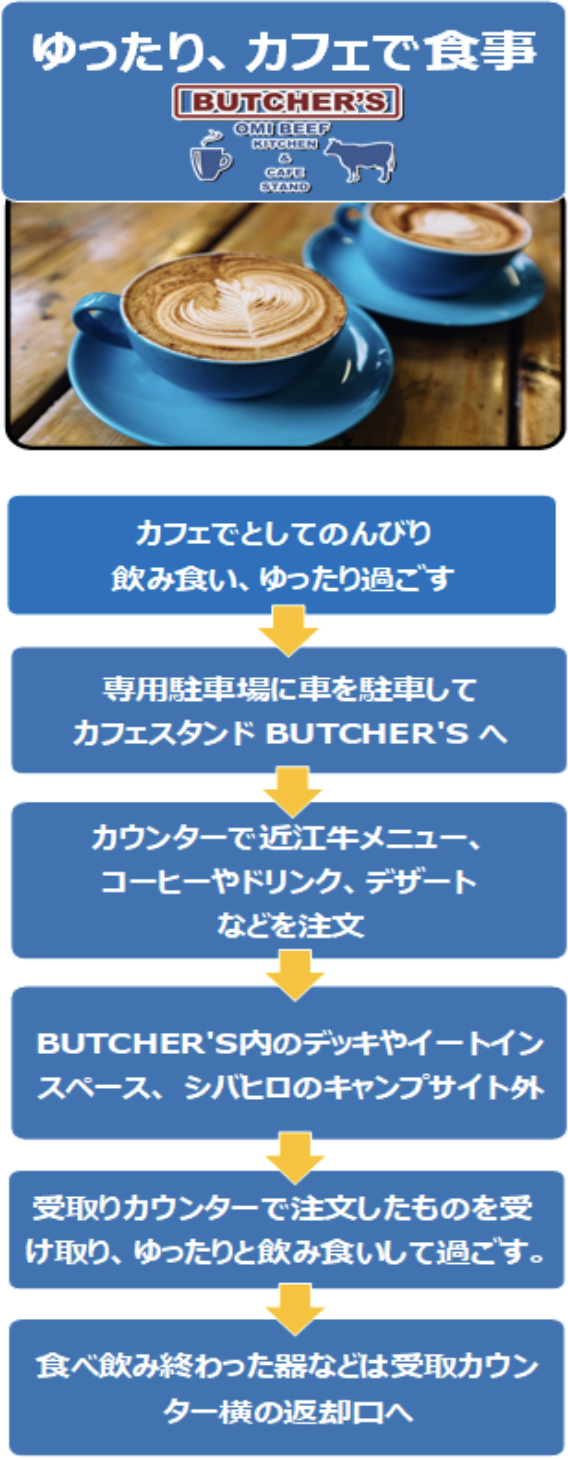 ゆったり、カフェで食事
BUTCHER'S
OMI BEEF
KITCHEN
&
CAFE
STAND
カフェでとしてのんびり
飲み食い、ゆったり過ごす
専用駐車場に車を駐車して
カフェスタンド BUTCHER'S へ
カウンターで近江牛メニュー、
コーヒーやドリンク、デザート
などを注文
BUTCHER'S内のデッキやイートイン
スペース、シバヒロのキャンプサイト外
受取りカウンターで注文したものを受
け取り、ゆったりと飲み食いして過ごす。
食べ飲み終わった器などは受取カウン
ター横の返却口へ